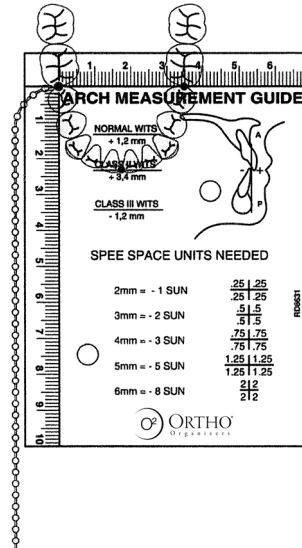 1 2 3 4 5 6
ARCH MEASUREMENT GUIDE
1 2 3 4 5 6 7 8 9 10
NORMAL WITS
+ 1,2 mm
A
CLASS II WITS
+ 3,4 mm
- +
CLASS III WITS
- 1,2 mm
P
SPEE SPACE UNITS NEEDED
2mm = - 1 SUN .25 .25
.25 .25
3mm = - 2 SUN .5 .5
.5 .5
4mm = - 3 SUN .75 .75
.75 .75
5mm = - 5 SUN 1.25 1.25
1.25 1.25
6mm = - 8 SUN 2 2
2 2
RD8631
O² ORTHO
Organizers